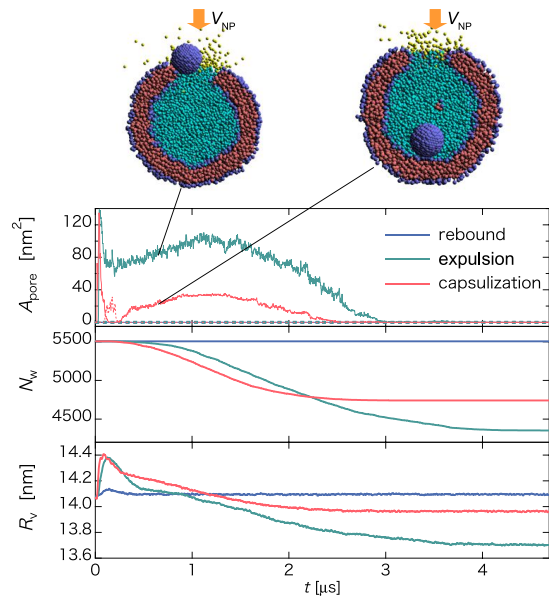 V_NP
V_NP
120
80
40
0
A_pore [nm²]
rebound
expulsion
capsulization
5500
5000
4500
N_w
14.4
14.2
14.0
13.8
13.6
R_v [nm]
0 1 2 3 4
t [μs]